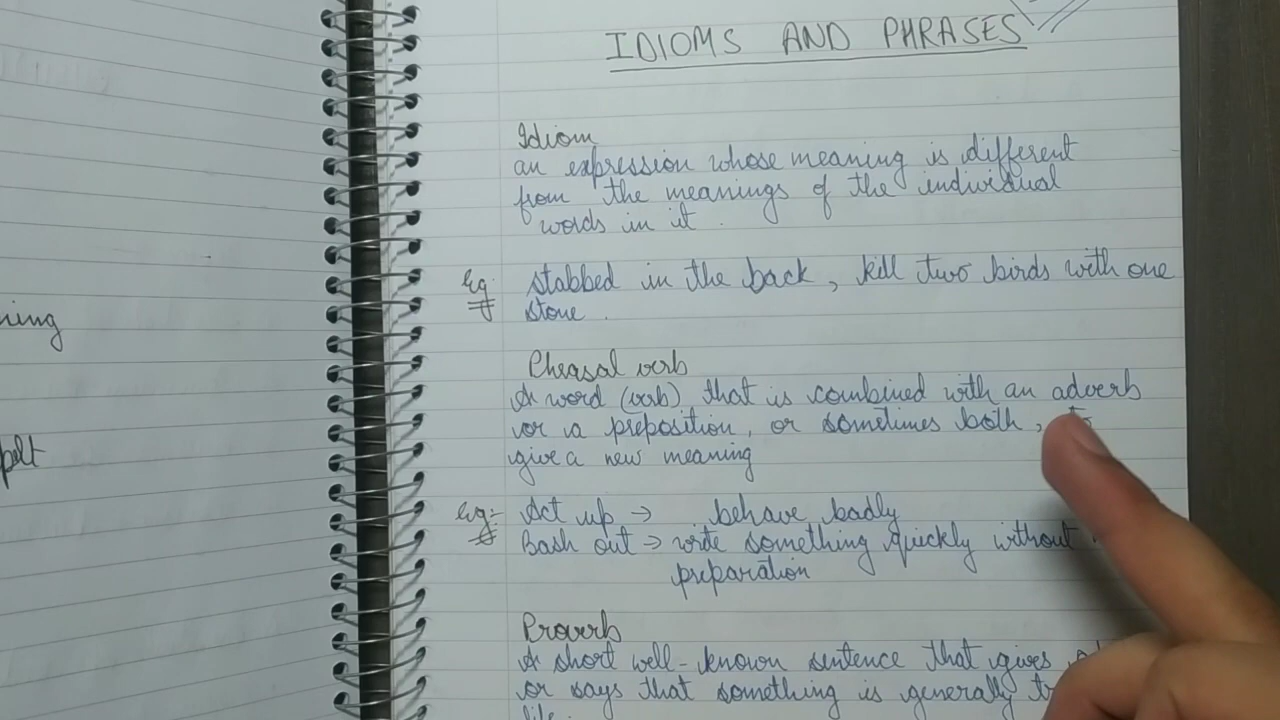 ning
pelt
IDIOMS AND PHRASES
Idiom
an expression whose meaning is different
from the meanings of the individual
words in it.
Eg:
stabbed in the back, kill two birds with one
stone.
Phrasal verb
A word (verb) that is combined with an adverb
or a preposition, or sometimes both,
give a new meaning
Eg:-
Act up → behave badly
Bash out → write something quickly without
preparation
Proverb
A short well-known sentence that gives
or says that something is generally
life.